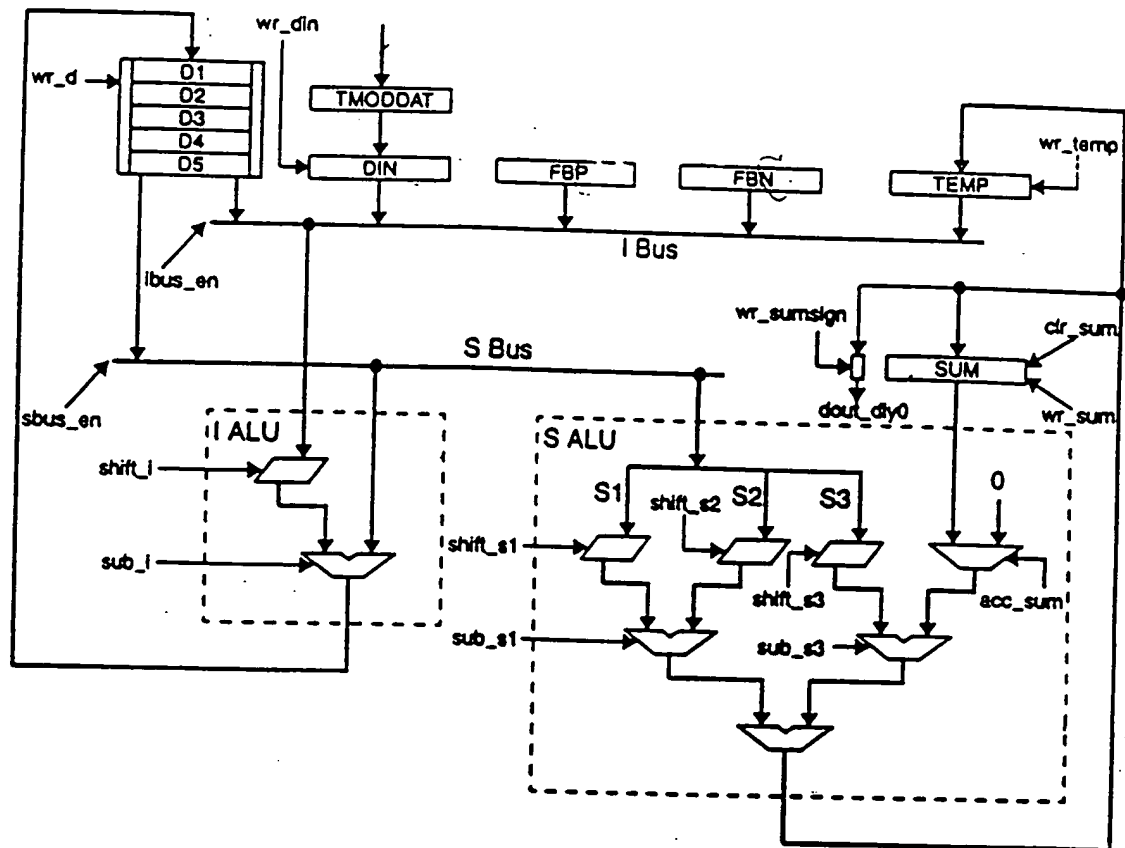 wr_din
wr_d
D1
D2
D3
D4
D5
TMODDAT
DIN
FBP
FBN
wr_temp
TEMP
I Bus
ibus_en
wr_sumsign
clr_sum
S Bus
SUM
sbus_en
dout_dly0
wr_sum
I ALU
S ALU
shift_i
S1
shift_s2
S2
S3
0
shift_s1
sub_i
shift_s3
acc_sum
sub_s1
sub_s3